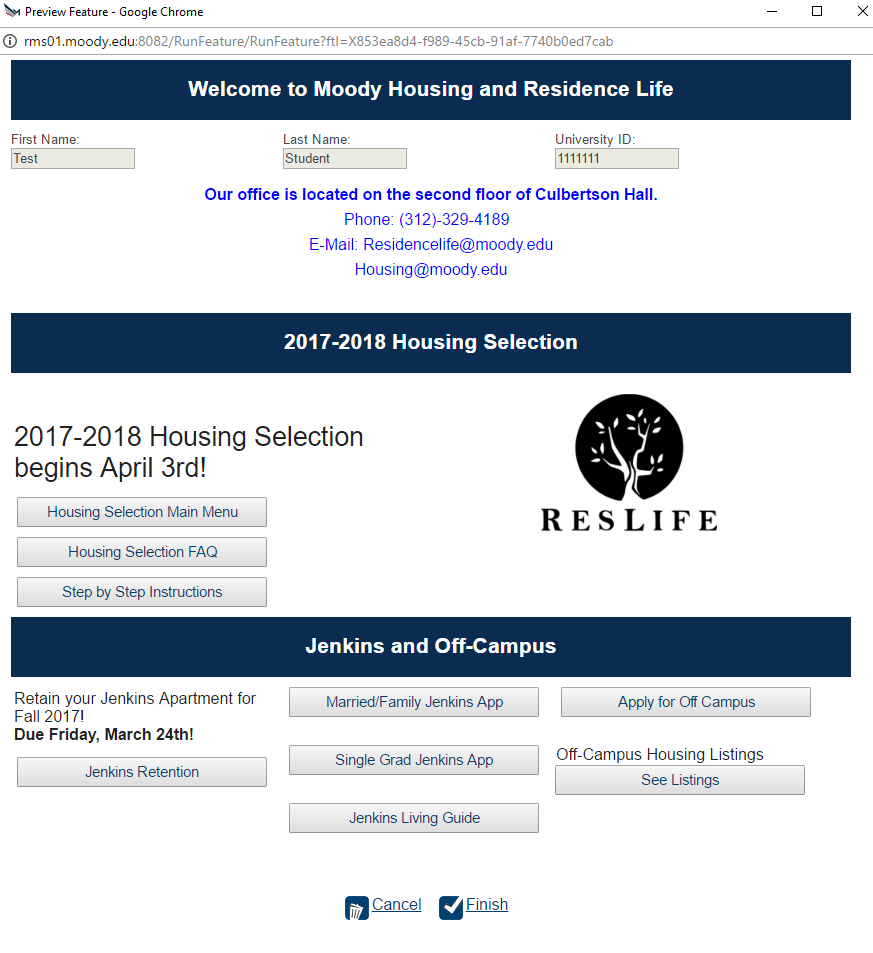 Preview Feature - Google Chrome
rms01.moody.edu:8082/RunFeature/RunFeature?ftl=X853ea8d4-f989-45cb-91af-7740b0ed7cab
Welcome to Moody Housing and Residence Life
First Name: Last Name: University ID:
Test Student 1111111
Our office is located on the second floor of Culbertson Hall.
Phone: (312)-329-4189
E-Mail: Residencelife@moody.edu
Housing@moody.edu
2017-2018 Housing Selection
2017-2018 Housing Selection
begins April 3rd!
RESLIFE
Housing Selection Main Menu
Housing Selection FAQ
Step by Step Instructions
Jenkins and Off-Campus
Retain your Jenkins Apartment for
Fall 2017!
Due Friday, March 24th!
Jenkins Retention
Married/Family Jenkins App
Single Grad Jenkins App
Jenkins Living Guide
Apply for Off Campus
Off-Campus Housing Listings
See Listings
Cancel Finish